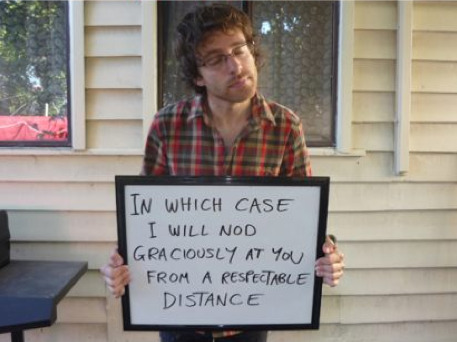 IN WHICH CASE
I WILL NOD
GRACIOUSLY AT YOU
FROM A RESPECTABLE
DISTANCE